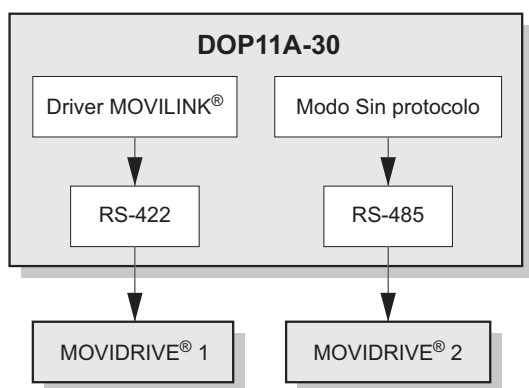 DOP11A-30
Driver MOVILINK®
Modo Sin protocolo
RS-422
RS-485
MOVIDRIVE® 1
MOVIDRIVE® 2